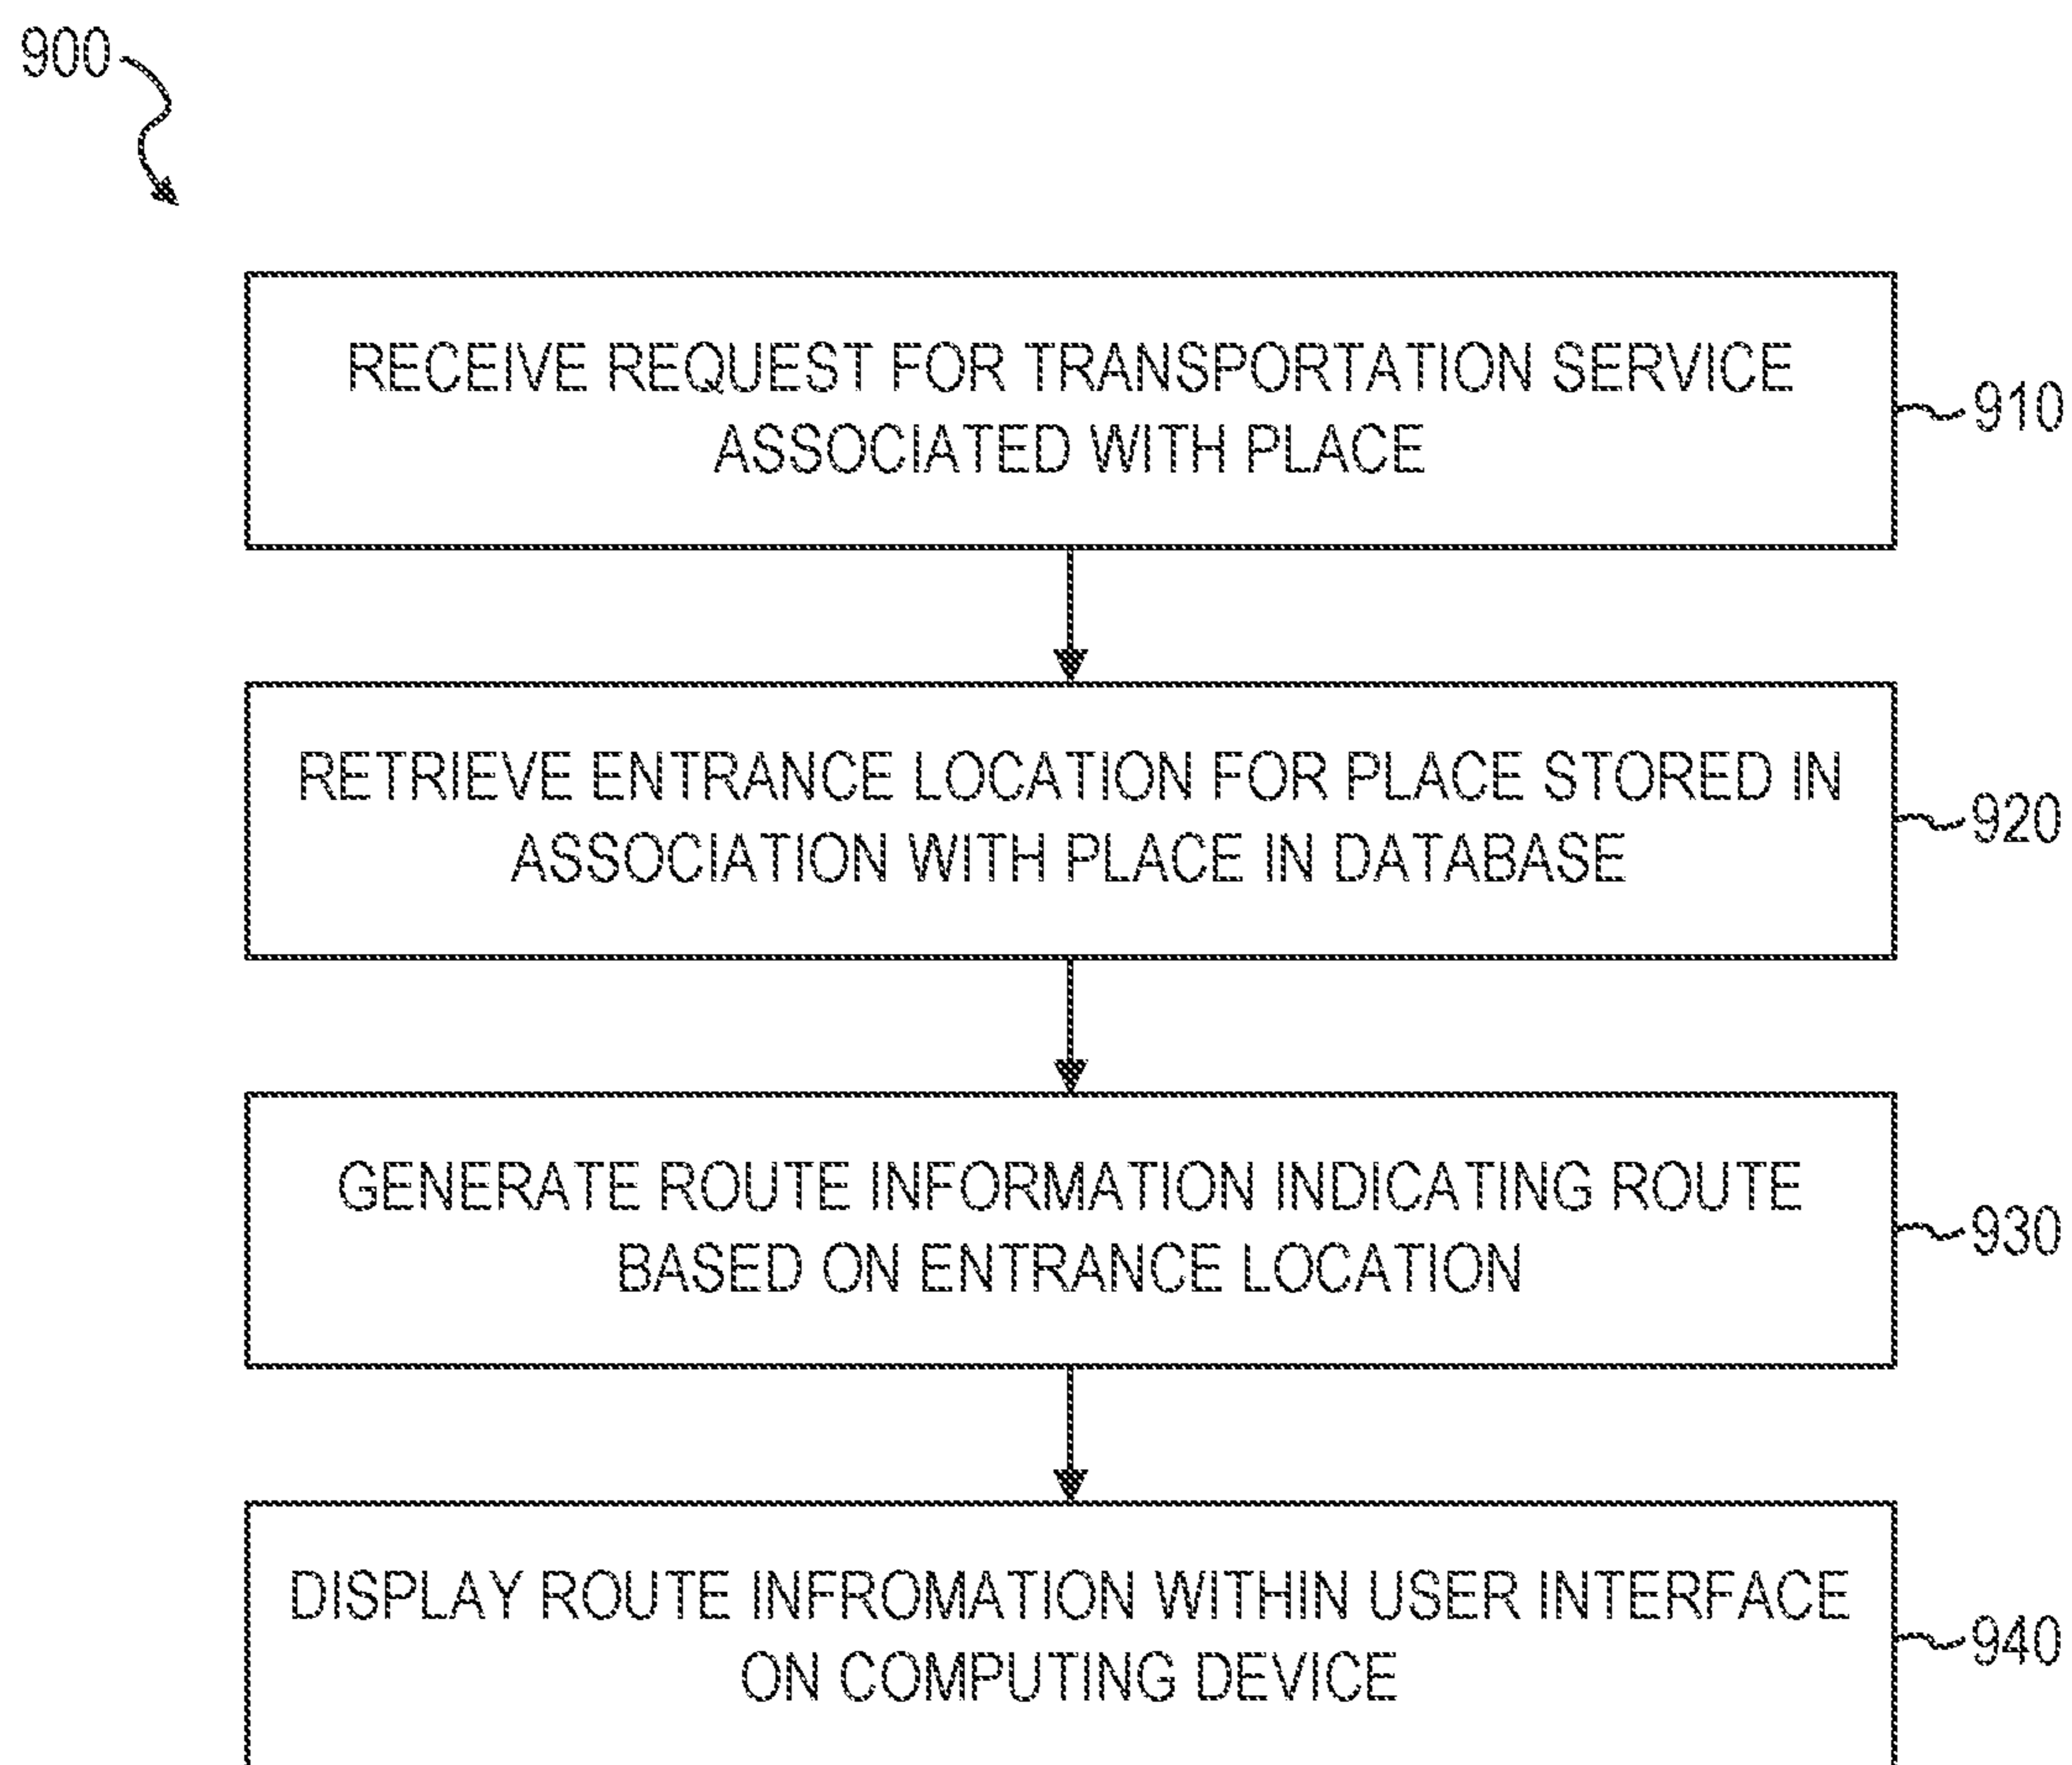 900
RECEIVE REQUEST FOR TRANSPORTATION SERVICE
ASSOCIATED WITH PLACE
910
RETRIEVE ENTRANCE LOCATION FOR PLACE STORED IN
ASSOCIATION WITH PLACE IN DATABASE
920
GENERATE ROUTE INFORMATION INDICATING ROUTE
BASED ON ENTRANCE LOCATION
930
DISPLAY ROUTE INFROMATION WITHIN USER INTERFACE
ON COMPUTING DEVICE
940